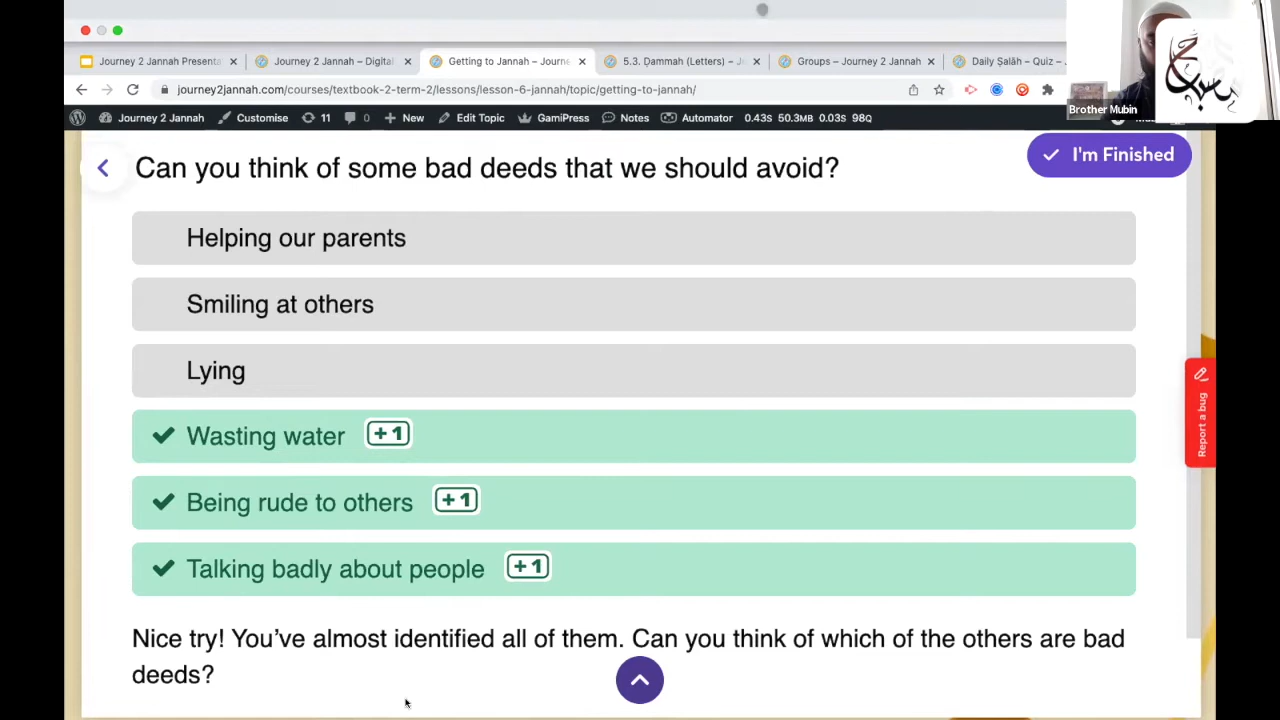 Journey 2 Jannah Presenta
Journey 2 Jannah – Digital
Getting to Jannah – Journe
5.3. Ḍammah (Letters) – J
Groups – Journey 2 Jannah
Daily Ṣalāh – Quiz –
journey2jannah.com/courses/textbook-2-term-2/lessons/lesson-6-jannah/topic/getting-to-jannah/
Brother Mubin
Journey 2 Jannah Customise 11 0 New Edit Topic GamiPress Notes Automator 0.43s 50.3MB 0.03s 98Q
Can you think of some bad deeds that we should avoid?
I'm Finished
Helping our parents
Smiling at others
Lying
Wasting water +1
Being rude to others +1
Talking badly about people +1
Report a bug
Nice try! You've almost identified all of them. Can you think of which of the others are bad
deeds?